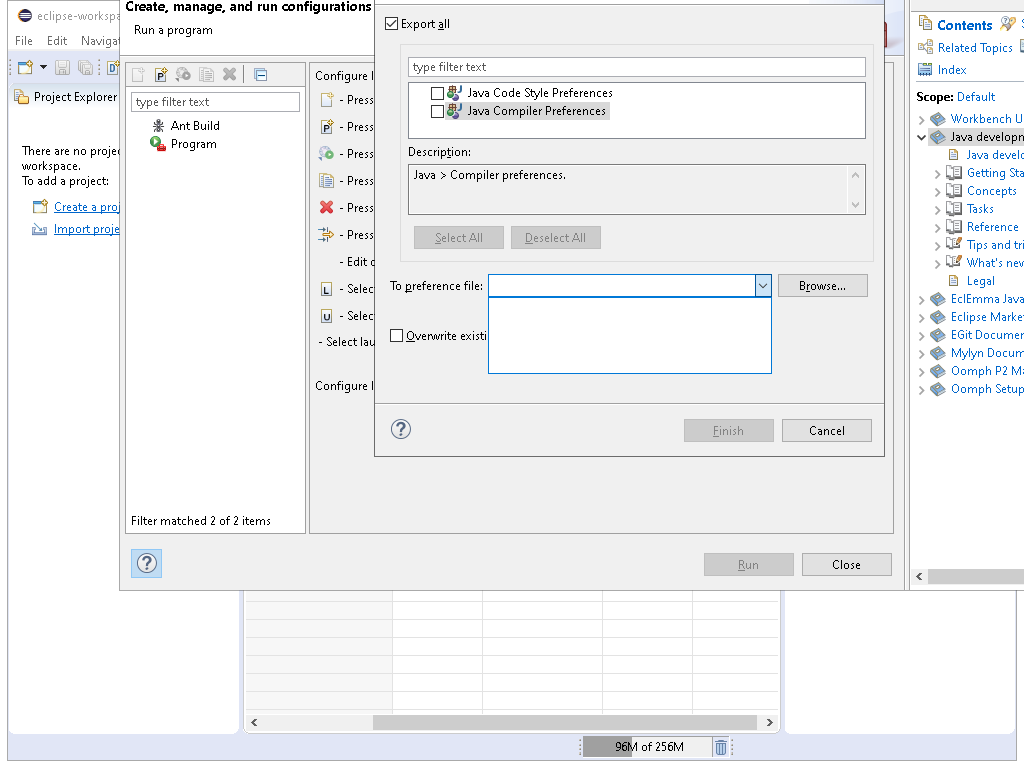 eclipse-workspa
File Edit Navigat
Project Explorer
There are no projec
workspace.
To add a project:
Create a proj
Import proje
Create, manage, and run configurations
Run a program
type filter text
Ant Build
Program
Filter matched 2 of 2 items
Configure l
- Press
- Press
- Press
- Press
- Press
- Press
- Edit c
- Selec
- Selec
- Select lau
Configure l
Run
Close
Export all
type filter text
Java Code Style Preferences
Java Compiler Preferences
Description:
Java > Compiler preferences.
Select All
Deselect All
To preference file:
Browse...
Overwrite existi
Finish
Cancel
Contents
Related Topics
Index
Scope: Default
Workbench U
Java developn
Java develo
Getting Sta
Concepts
Tasks
Reference
Tips and tri
What's new
Legal
EclEmma Java
Eclipse Market
EGit Documen
Mylyn Docum
Oomph P2 Ma
Oomph Setup
96M of 256M